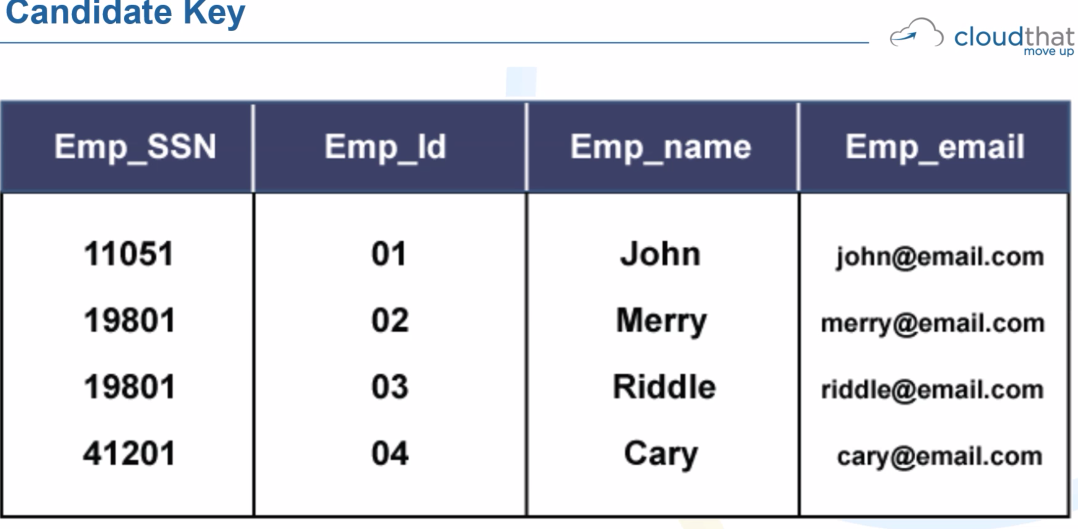 Candidate Key
cloudthat
move up
Emp_SSN Emp_Id Emp_name Emp_email
11051 01 John john@email.com
19801 02 Merry merry@email.com
19801 03 Riddle riddle@email.com
41201 04 Cary cary@email.com